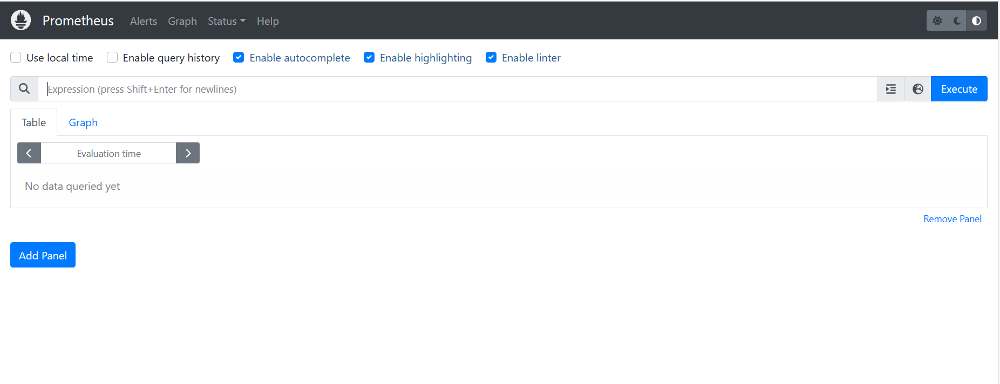 Prometheus Alerts Graph Status Help
Use local time Enable query history Enable autocomplete Enable highlighting Enable linter
Expression (press Shift+Enter for newlines) Execute
Table Graph
Evaluation time
No data queried yet
Remove Panel
Add Panel